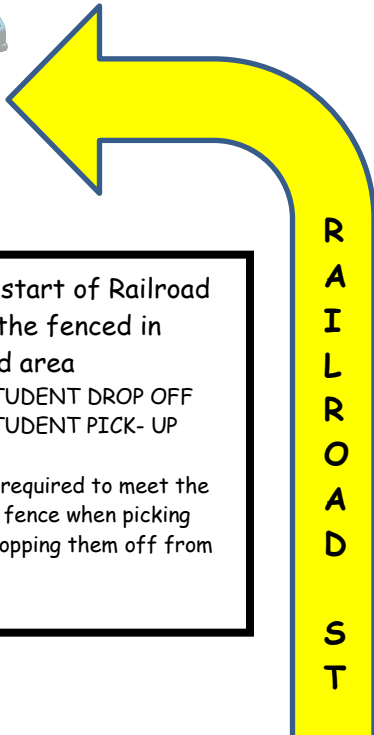 start of Railroad
the fenced in
d area
TUDENT DROP OFF
TUDENT PICK- UP
required to meet the
fence when picking
opping them off from
R
A
I
L
R
O
A
D
S
T